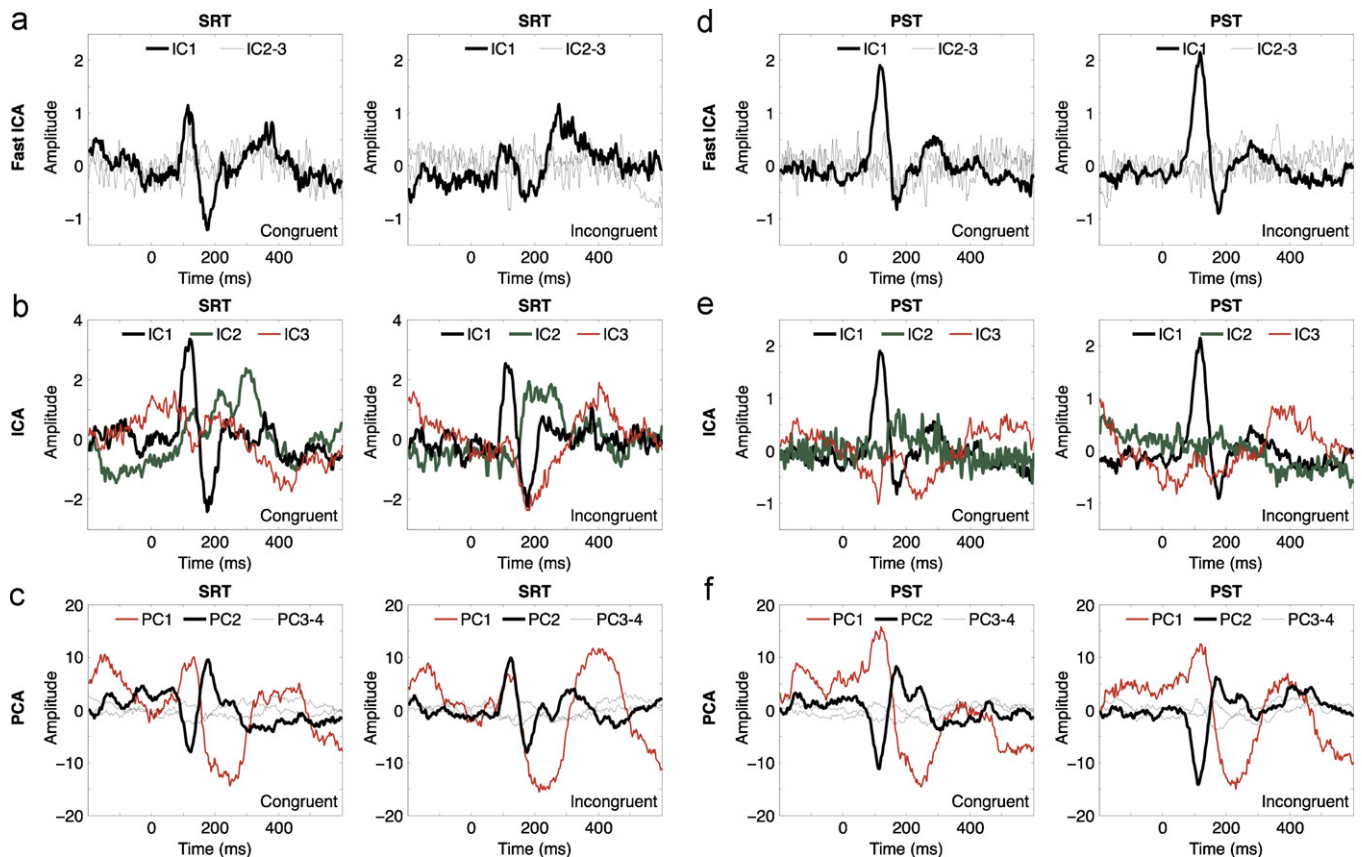 a
SRT
IC1 IC2-3
Fast ICA
Amplitude
2
1
0
−1
Congruent
0 200 400
Time (ms)
SRT
IC1 IC2-3
Amplitude
Incongruent
0 200 400
Time (ms)
d
PST
IC1 IC2-3
Fast ICA
Amplitude
2
1
0
−1
Congruent
0 200 400
Time (ms)
PST
IC1 IC2-3
Amplitude
2
1
0
−1
Incongruent
0 200 400
Time (ms)
b
SRT
IC1 IC2 IC3
ICA
Amplitude
4
2
0
−2
Congruent
0 200 400
Time (ms)
SRT
IC1 IC2 IC3
Amplitude
4
2
0
−2
Incongruent
0 200 400
Time (ms)
e
PST
IC1 IC2 IC3
ICA
Amplitude
2
1
0
−1
Congruent
0 200 400
Time (ms)
PST
IC1 IC2 IC3
Amplitude
2
1
0
−1
Incongruent
0 200 400
Time (ms)
c
SRT
PC1 PC2 PC3-4
PCA
Amplitude
20
10
0
−10
−20
Congruent
0 200 400
Time (ms)
SRT
PC1 PC2 PC3-4
Amplitude
20
10
0
−10
−20
Incongruent
0 200 400
Time (ms)
f
PST
PC1 PC2 PC3-4
PCA
Amplitude
20
10
0
−10
−20
Congruent
0 200 400
Time (ms)
PST
PC1 PC2 PC3-4
Amplitude
20
10
0
−10
−20
Incongruent
0 200 400
Time (ms)